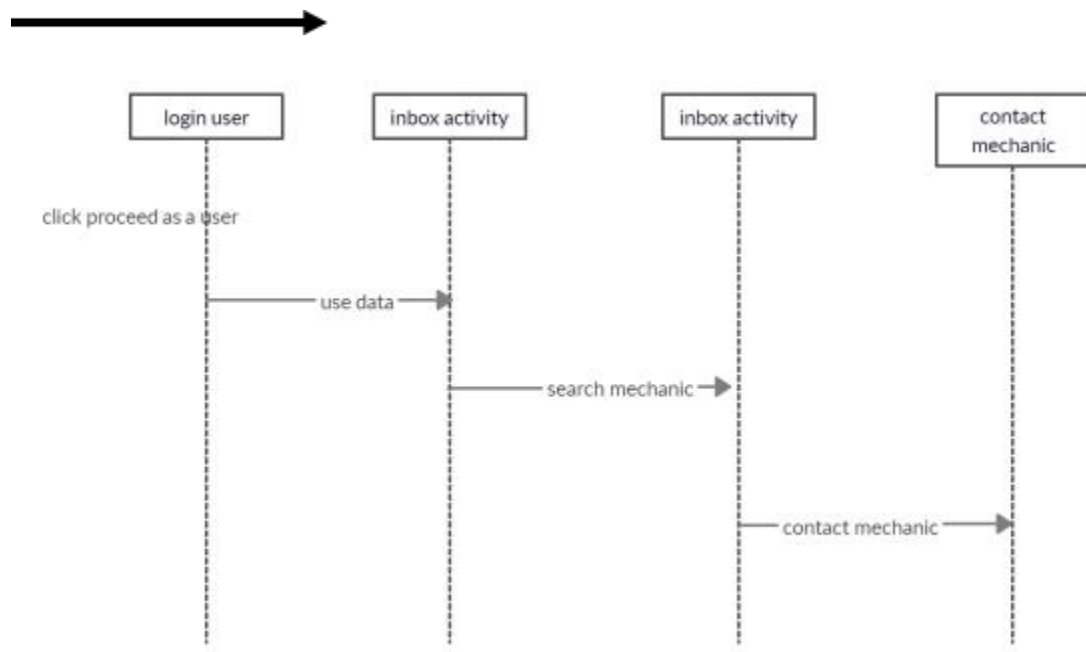 login user
inbox activity
inbox activity
contact
mechanic
click proceed as a user
use data
search mechanic
contact mechanic